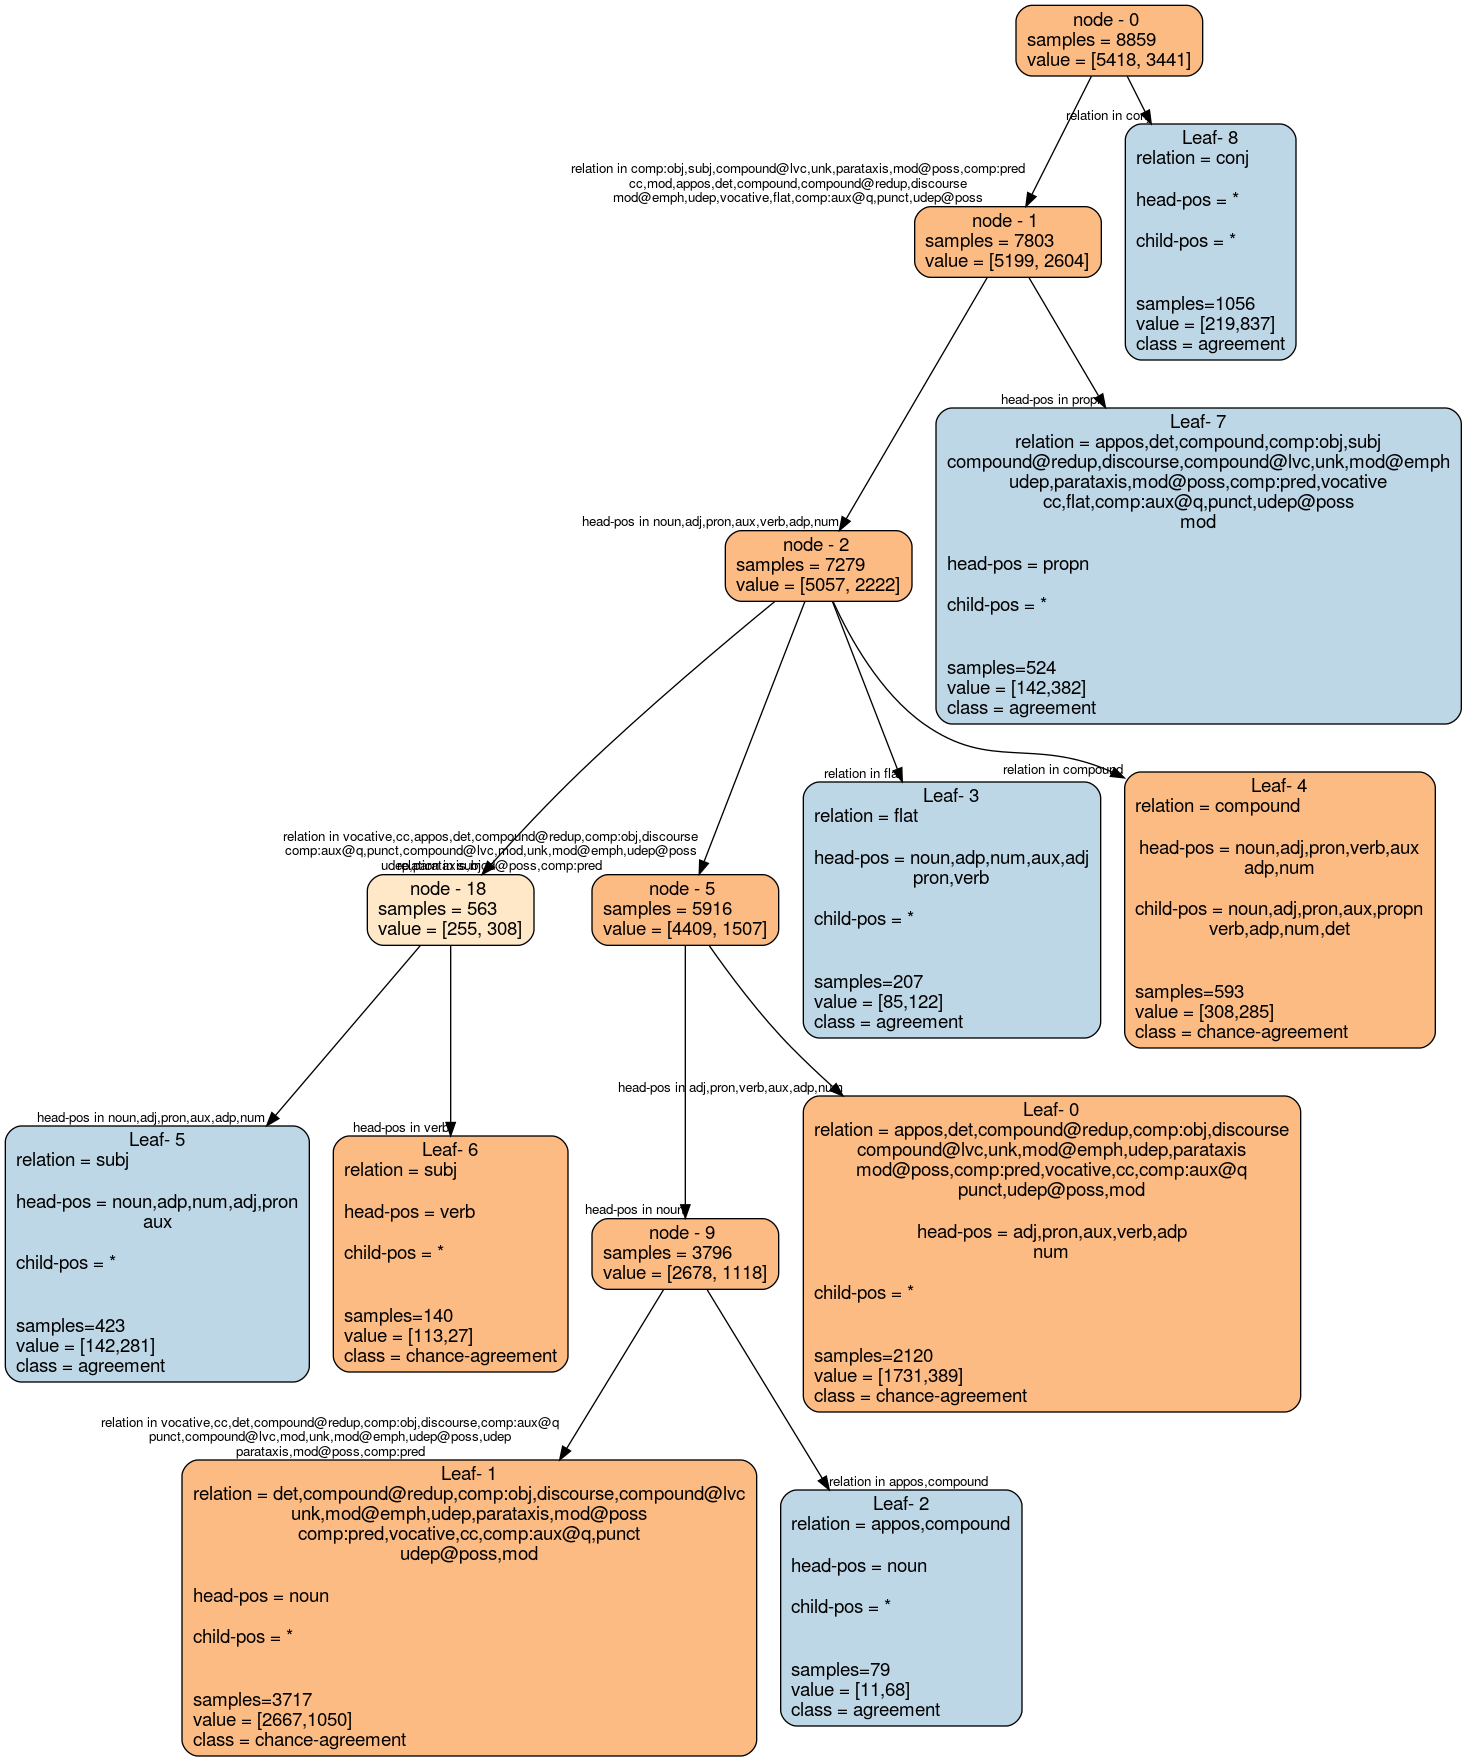 node - 0
samples = 8859
value = [5418, 3441]
relation in conj
Leaf- 8
relation = conj
head-pos = *
child-pos = *
samples=1056
value = [219,837]
class = agreement
relation in comp:obj,subj,compound@lvc,unk,parataxis,mod@poss,comp:pred
cc,mod,appos,det,compound,compound@redup,discourse
mod@emph,udep,vocative,flat,comp:aux@q,punct,udep@poss
node - 1
samples = 7803
value = [5199, 2604]
head-pos in propn
Leaf- 7
relation = appos,det,compound,comp:obj,subj
compound@redup,discourse,compound@lvc,unk,mod@emph
udep,parataxis,mod@poss,comp:pred,vocative
cc,flat,comp:aux@q,punct,udep@poss
mod
head-pos = propn
child-pos = *
samples=524
value = [142,382]
class = agreement
head-pos in noun,adj,pron,aux,verb,adp,num
node - 2
samples = 7279
value = [5057, 2222]
relation in flat
Leaf- 3
relation = flat
head-pos = noun,adp,num,aux,adj
pron,verb
child-pos = *
samples=207
value = [85,122]
class = agreement
relation in compound
Leaf- 4
relation = compound
head-pos = noun,adj,pron,verb,aux
adp,num
child-pos = noun,adj,pron,aux,propn
verb,adp,num,det
samples=593
value = [308,285]
class = chance-agreement
relation in vocative,cc,appos,det,compound@redup,comp:obj,discourse
comp:aux@q,punct,compound@lvc,mod,unk,mod@emph,udep@poss
udep,parataxis,mod@poss,comp:pred
relation in subj
node - 18
samples = 563
value = [255, 308]
node - 5
samples = 5916
value = [4409, 1507]
head-pos in noun,adj,pron,aux,adp,num
Leaf- 5
relation = subj
head-pos = noun,adp,num,adj,pron
aux
child-pos = *
samples=423
value = [142,281]
class = agreement
head-pos in verb
Leaf- 6
relation = subj
head-pos = verb
child-pos = *
samples=140
value = [113,27]
class = chance-agreement
head-pos in adj,pron,verb,aux,adp,num
Leaf- 0
relation = appos,det,compound@redup,comp:obj,discourse
compound@lvc,unk,mod@emph,udep,parataxis
mod@poss,comp:pred,vocative,cc,comp:aux@q
punct,udep@poss,mod
head-pos = adj,pron,aux,verb,adp
num
child-pos = *
samples=2120
value = [1731,389]
class = chance-agreement
head-pos in noun
node - 9
samples = 3796
value = [2678, 1118]
relation in vocative,cc,det,compound@redup,comp:obj,discourse,comp:aux@q
punct,compound@lvc,mod,unk,mod@emph,udep@poss,udep
parataxis,mod@poss,comp:pred
Leaf- 1
relation = det,compound@redup,comp:obj,discourse,compound@lvc
unk,mod@emph,udep,parataxis,mod@poss
comp:pred,vocative,cc,comp:aux@q,punct
udep@poss,mod
head-pos = noun
child-pos = *
samples=3717
value = [2667,1050]
class = chance-agreement
relation in appos,compound
Leaf- 2
relation = appos,compound
head-pos = noun
child-pos = *
samples=79
value = [11,68]
class = agreement